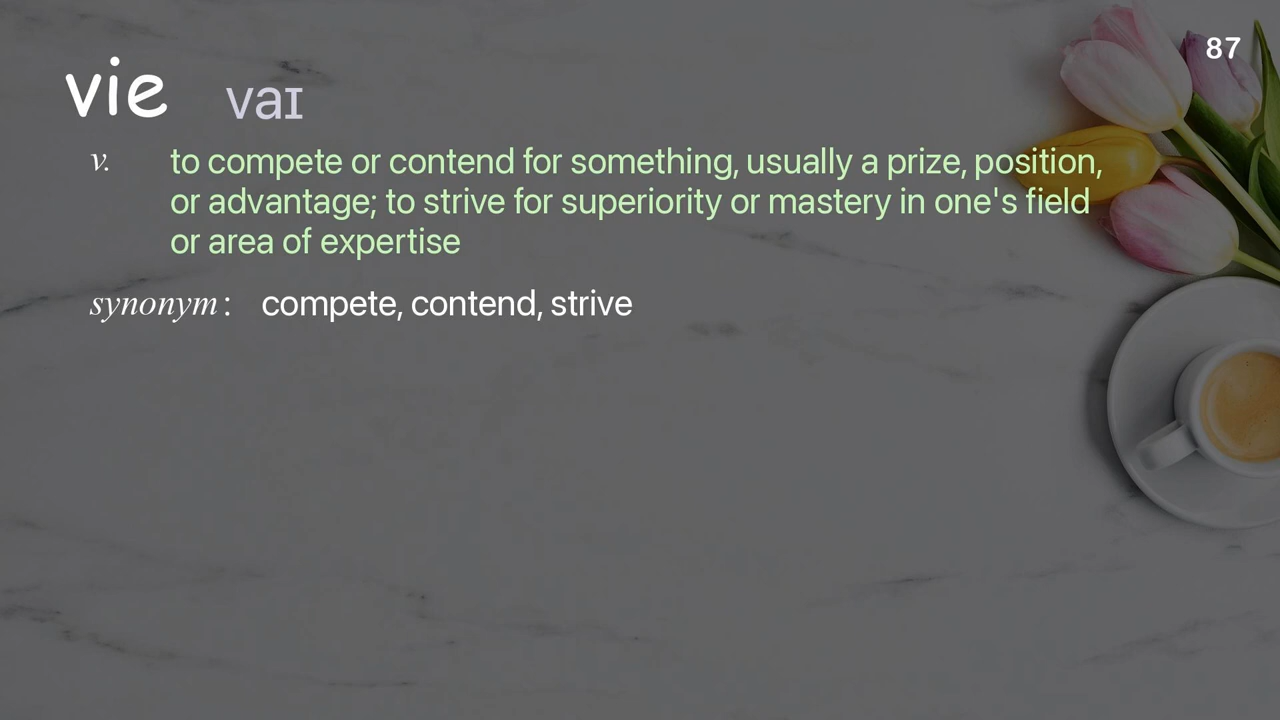 87
vie vaɪ
v. to compete or contend for something, usually a prize, position,
or advantage; to strive for superiority or mastery in one's field
or area of expertise
synonym: compete, contend, strive